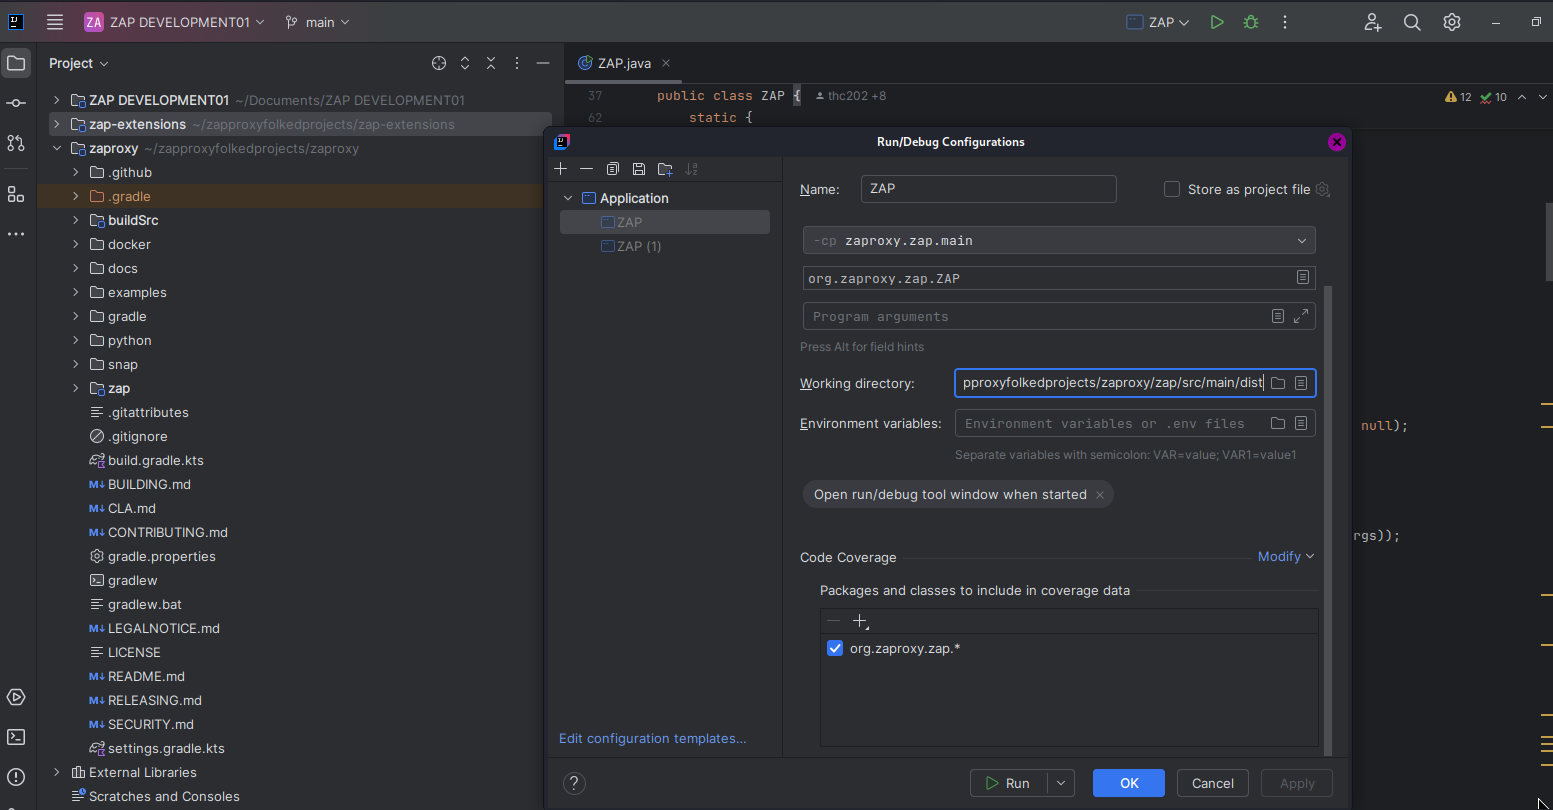 ZA ZAP DEVELOPMENT01 main ZAP
Project
ZAP.java
ZAP DEVELOPMENT01 ~/Documents/ZAP DEVELOPMENT01
zap-extensions ~/zapproxyfolkedprojects/zap-extensions
zaproxy ~/zapproxyfolkedprojects/zaproxy
.github
.gradle
buildSrc
docker
docs
examples
gradle
python
snap
zap
.gitattributes
.gitignore
build.gradle.kts
M↓ BUILDING.md
M↓ CLA.md
M↓ CONTRIBUTING.md
gradle.properties
gradlew
gradlew.bat
M↓ LEGALNOTICE.md
LICENSE
M↓ README.md
M↓ RELEASING.md
M↓ SECURITY.md
settings.gradle.kts
External Libraries
Scratches and Consoles
37 public class ZAP { thc202 +8
12 10
62 static {
null);
rgs));
Run/Debug Configurations
Application
ZAP
ZAP (1)
Edit configuration templates...
Name: ZAP Store as project file
-cp zaproxy.zap.main
org.zaproxy.zap.ZAP
Program arguments
Press Alt for field hints
Working directory: pproxyfolkedprojects/zaproxy/zap/src/main/dist
Environment variables: Environment variables or .env files
Separate variables with semicolon: VAR=value; VAR1=value1
Open run/debug tool window when started ×
Code Coverage Modify
Packages and classes to include in coverage data
org.zaproxy.zap.*
? Run OK Cancel Apply